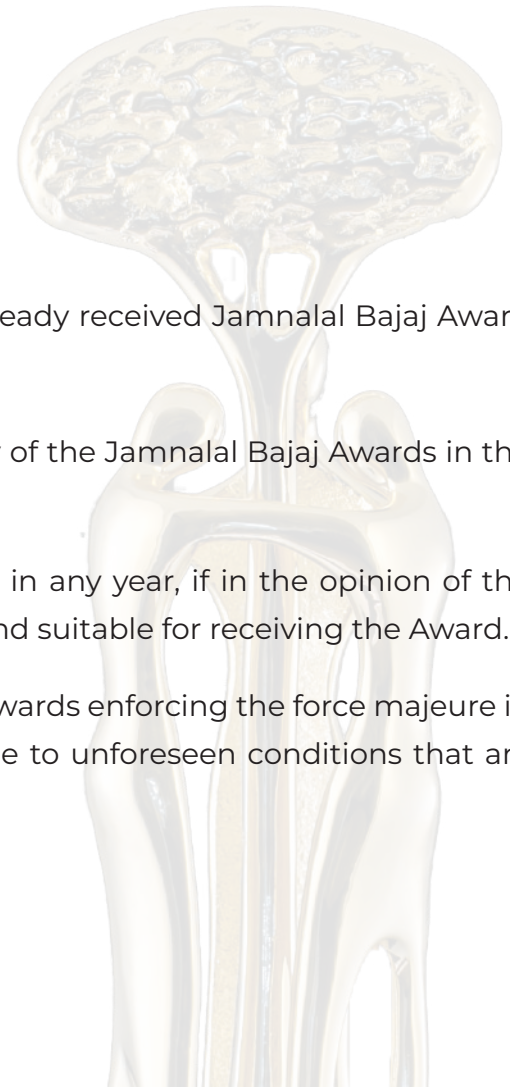 eady received Jamnalal Bajaj Awar
of the Jamnalal Bajaj Awards in th
in any year, if in the opinion of th
nd suitable for receiving the Award.
wards enforcing the force majeure i
e to unforeseen conditions that ar